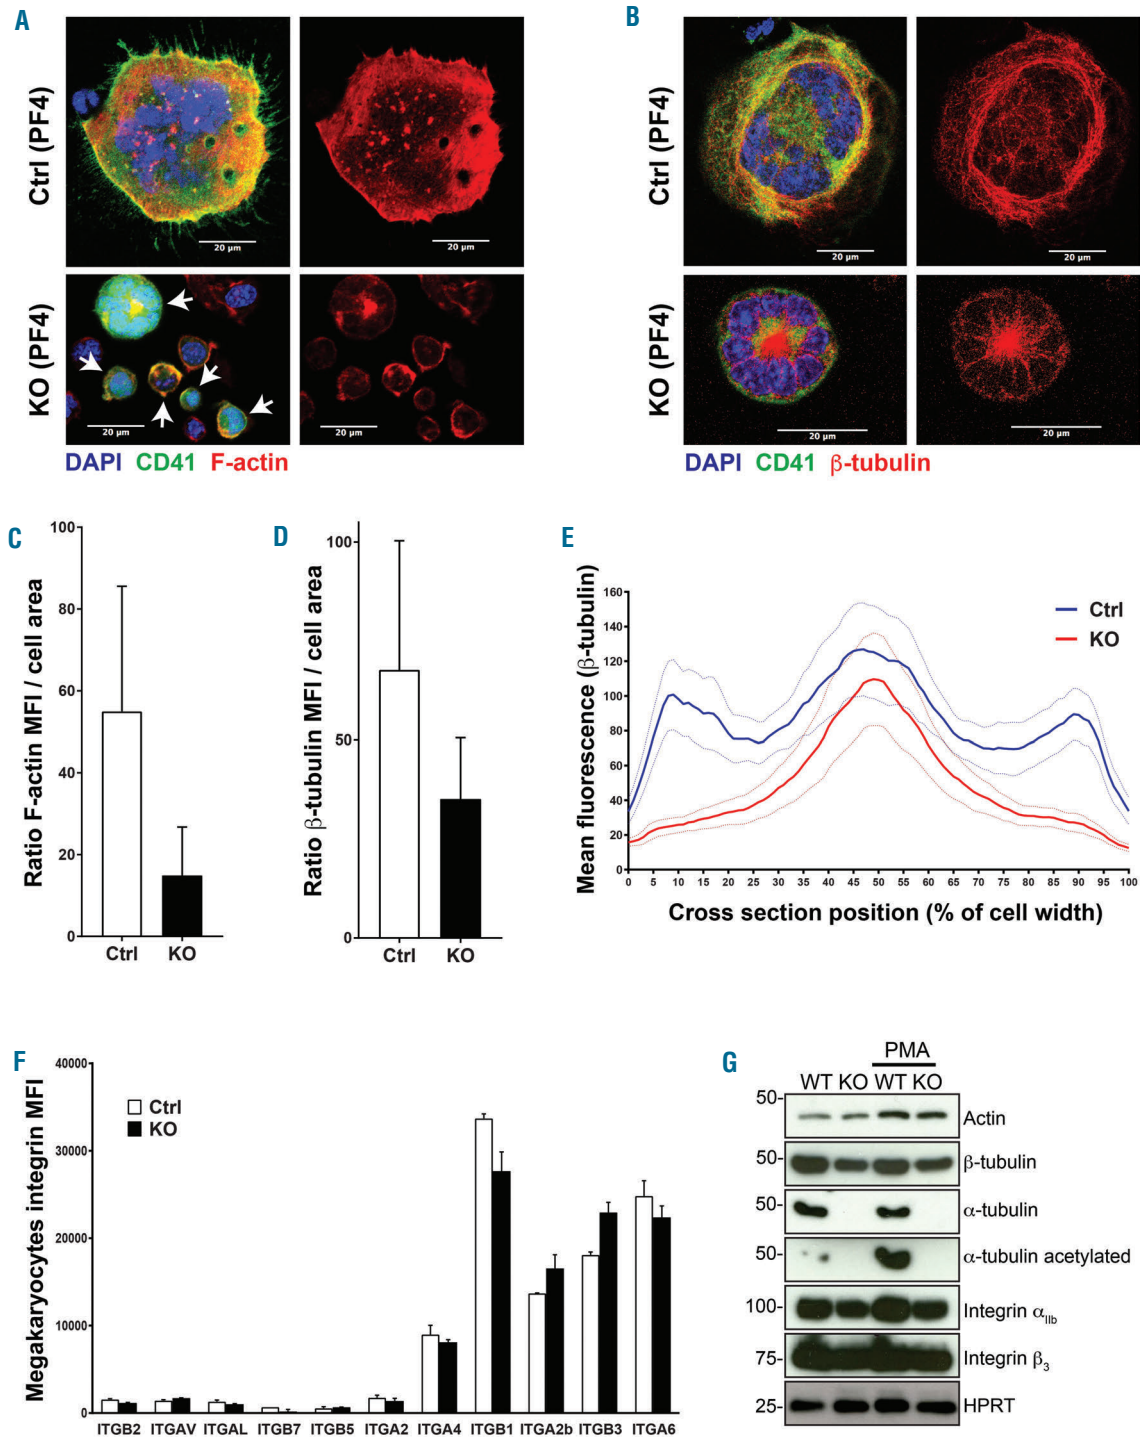 A
Ctrl (PF4)
20 µm
20 µm
KO (PF4)
20 µm
20 µm
DAPI CD41 F-actin
B
Ctrl (PF4)
20 µm
20 µm
KO (PF4)
20 µm
20 µm
DAPI CD41 β-tubulin
C
Ratio F-actin MFI / cell area
100
80
60
40
20
0
Ctrl KO
D
Ratio β-tubulin MFI / cell area
100
50
0
Ctrl KO
E
Mean fluorescence (β-tubulin)
160
140
120
100
80
60
40
20
0
Ctrl
KO
0 5 10 15 20 25 30 35 40 45 50 55 60 65 70 75 80 85 90 95 100
Cross section position (% of cell width)
F
Megakaryocytes integrin MFI
40000
30000
20000
10000
0
Ctrl
KO
ITGB2 ITGAV ITGAL ITGB7 ITGB5 ITGA2 ITGA4 ITGB1 ITGA2b ITGB3 ITGA6
G
PMA
WT KO WT KO
50- Actin
50- β-tubulin
50- α-tubulin
50- α-tubulin acetylated
100- Integrin αIIb
75- Integrin β3
25- HPRT